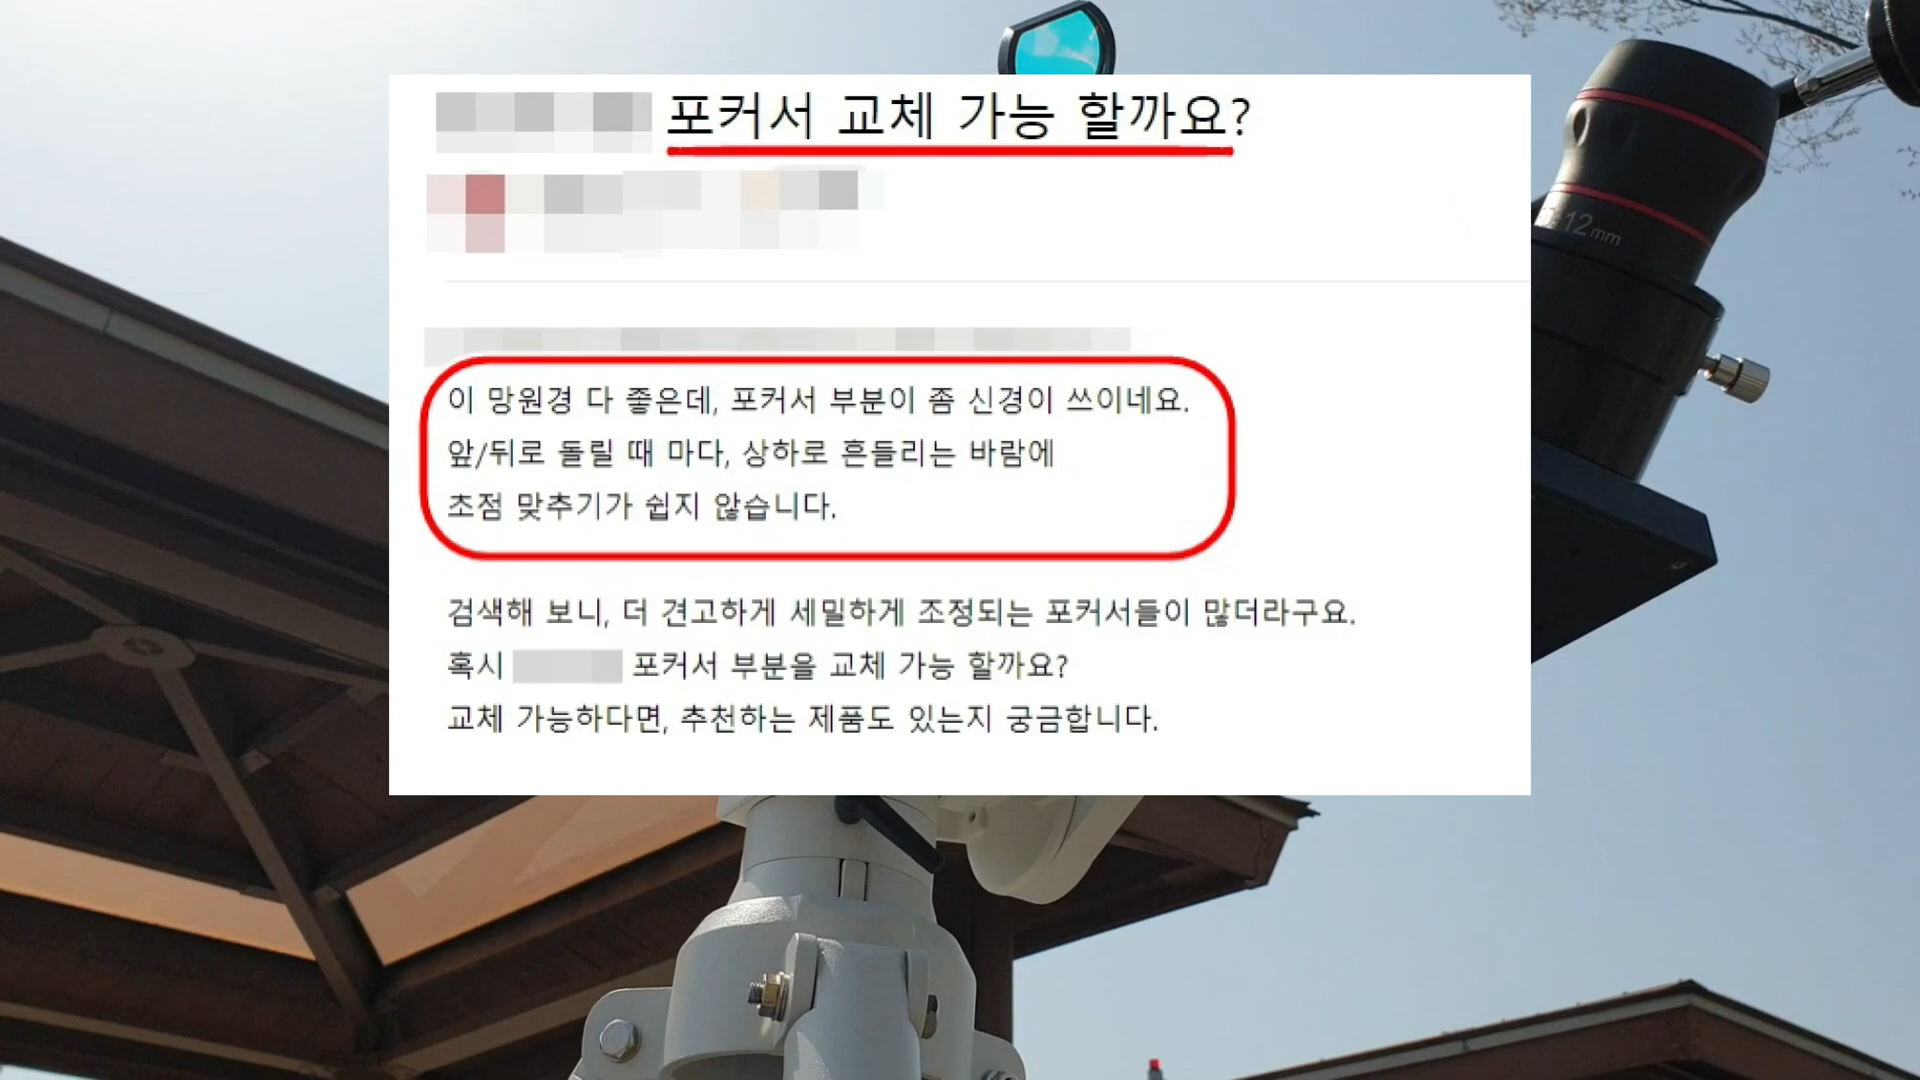 포커서 교체 가능 할까요?
12mm
이 망원경 다 좋은데, 포커서 부분이 좀 신경이 쓰이네요.
앞/뒤로 돌릴 때 마다, 상하로 흔들리는 바람에
초점 맞추기가 쉽지 않습니다.
검색해 보니, 더 견고하게 세밀하게 조정되는 포커서들이 많더라구요.
혹시 포커서 부분을 교체 가능 할까요?
교체 가능하다면, 추천하는 제품도 있는지 궁금합니다.